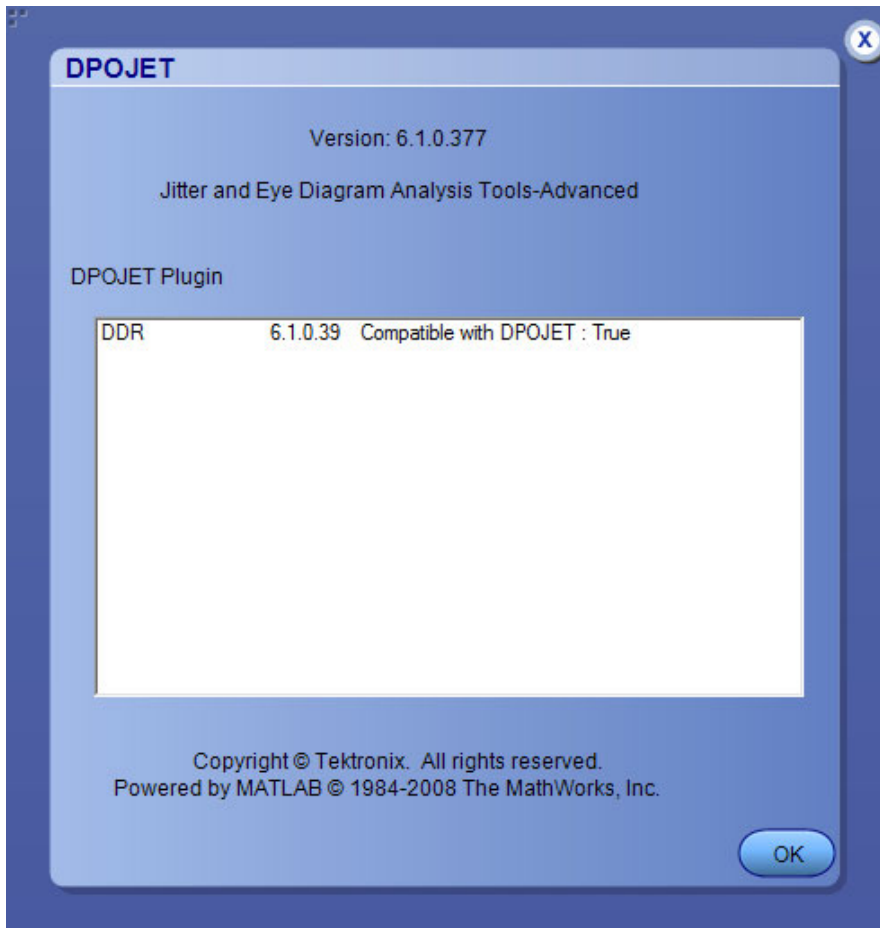 X
DPOJET
Version: 6.1.0.377
Jitter and Eye Diagram Analysis Tools-Advanced
DPOJET Plugin
DDR 6.1.0.39 Compatible with DPOJET : True
Copyright © Tektronix. All rights reserved.
Powered by MATLAB © 1984-2008 The MathWorks, Inc.
OK